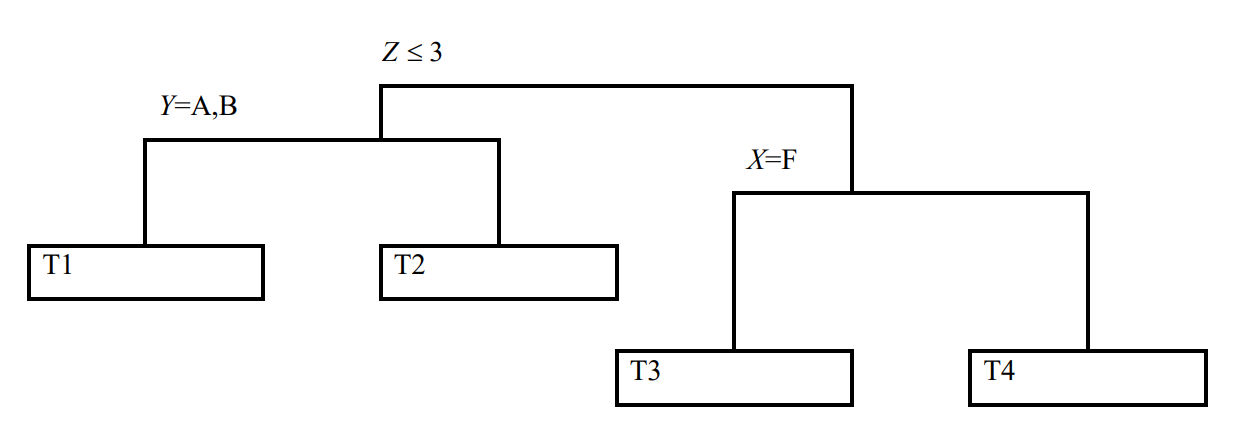 Z ≤ 3
Y=A,B
X=F
T1
T2
T3
T4